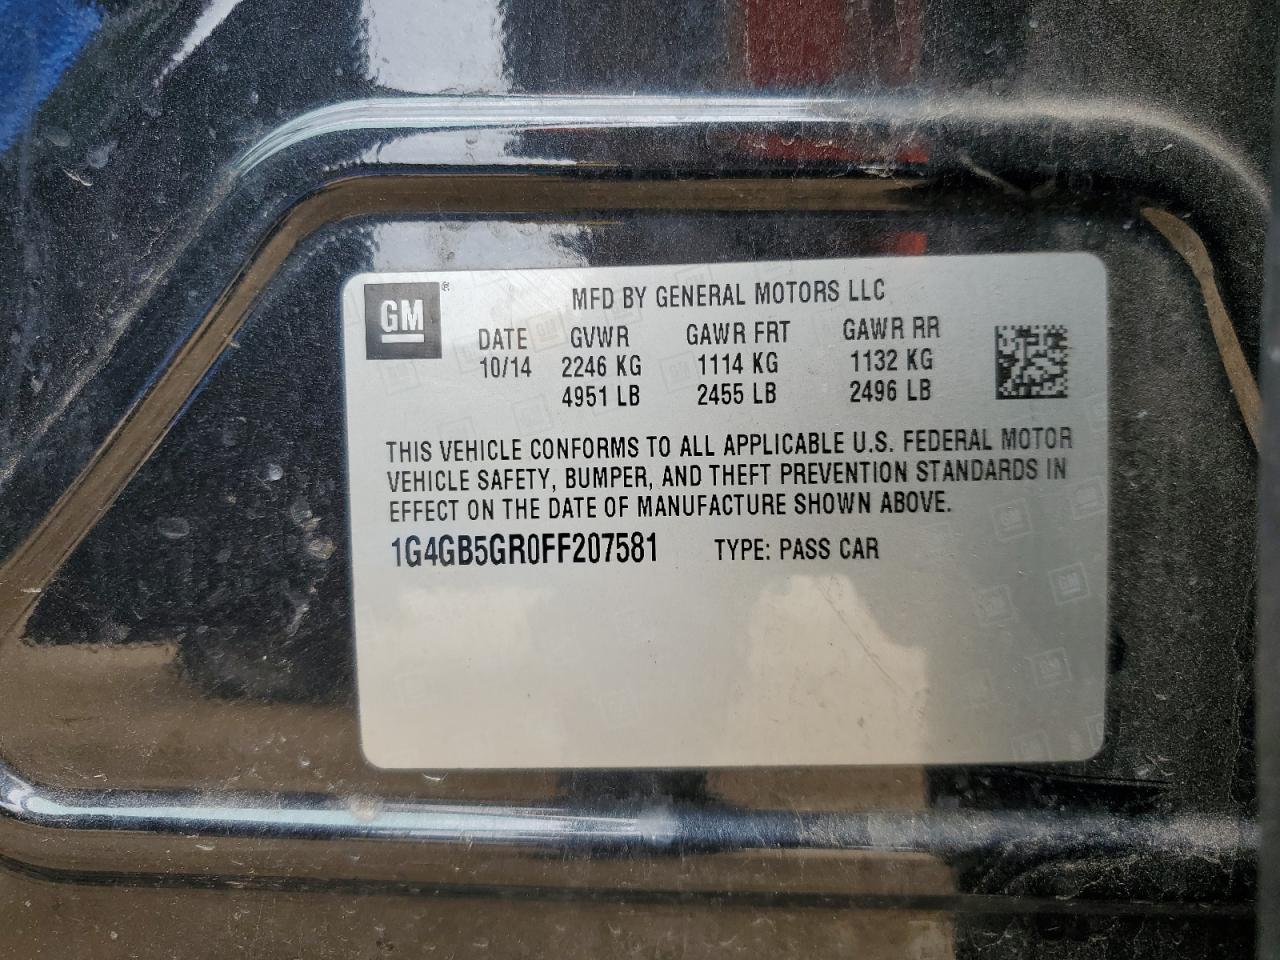 GM ®
MFD BY GENERAL MOTORS LLC
DATE GVWR GAWR FRT GAWR RR
10/14 2246 KG 1114 KG 1132 KG
4951 LB 2455 LB 2496 LB
THIS VEHICLE CONFORMS TO ALL APPLICABLE U.S. FEDERAL MOTOR
VEHICLE SAFETY, BUMPER, AND THEFT PREVENTION STANDARDS IN
EFFECT ON THE DATE OF MANUFACTURE SHOWN ABOVE.
1G4GB5GR0FF207581 TYPE: PASS CAR